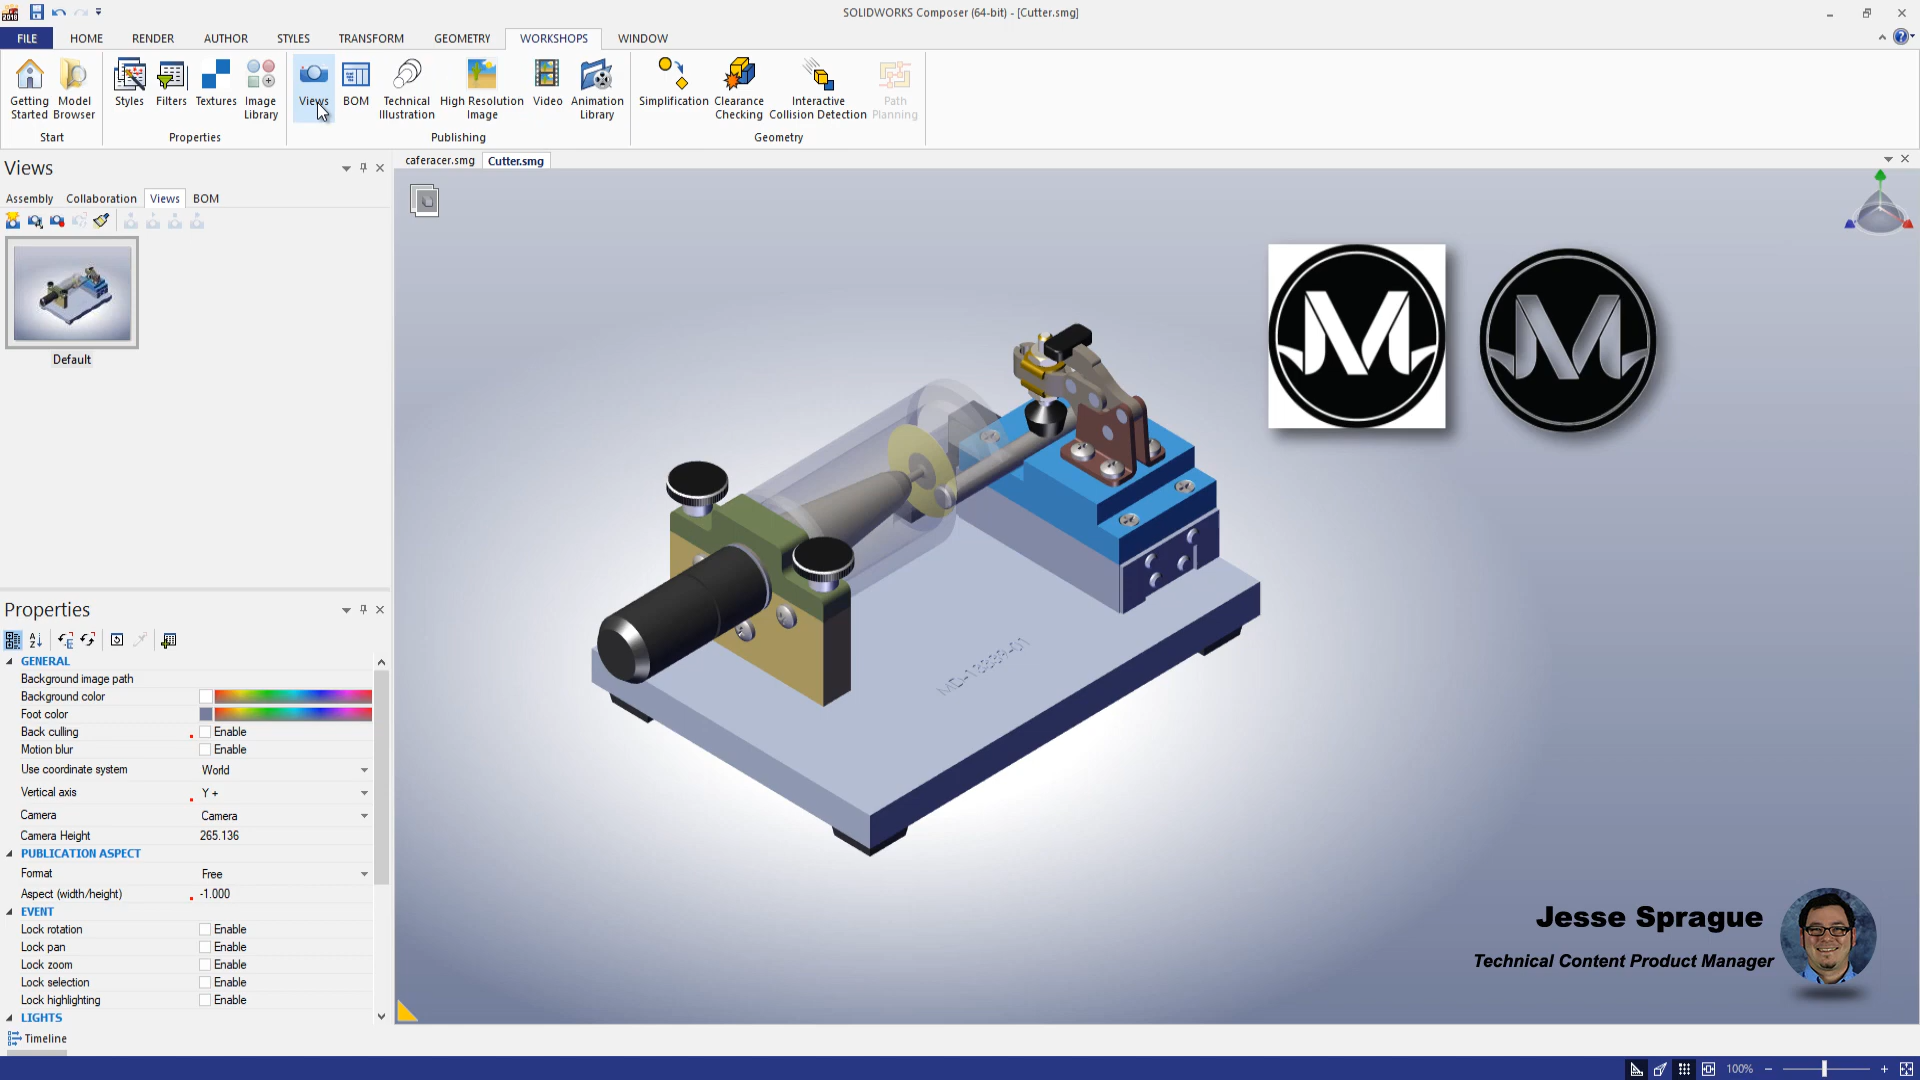 SOLIDWORKS Composer (64-bit) - [Cutter.smg]
FILE HOME RENDER AUTHOR STYLES TRANSFORM GEOMETRY WORKSHOPS WINDOW
Getting Started Model Browser Styles Filters Textures Image Library Views BOM Technical Illustration High Resolution Image Video Animation Library Simplification Clearance Checking Interactive Collision Detection Path Planning
Start Properties Publishing Geometry
Views
caferacer.smg Cutter.smg
Assembly Collaboration Views BOM
Default
M M
MD-13889-01
Properties
GENERAL
Background image path
Background color
Foot color
Back culling Enable
Motion blur Enable
Use coordinate system World
Vertical axis Y +
Camera Camera
Camera Height 265.136
PUBLICATION ASPECT
Format Free
Aspect (width/height) -1.000
EVENT
Lock rotation Enable
Lock pan Enable
Lock zoom Enable
Lock selection Enable
Lock highlighting Enable
LIGHTS
Jesse Sprague
Technical Content Product Manager
Timeline
100%